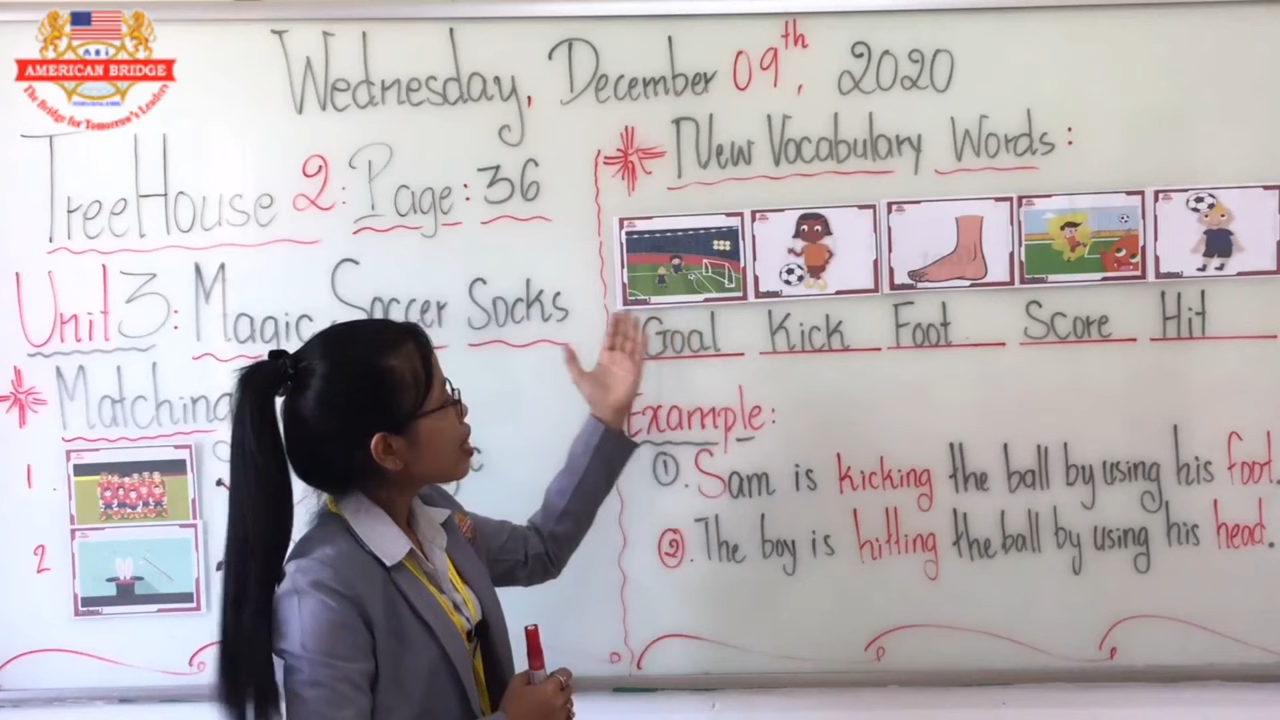 AMERICAN BRIDGE
The Bridge for Tomorrow's Leaders
Wednesday, December 09th, 2020
TreeHouse 2: Page: 36
Unit 3: Magic Soccer Socks
Matching
1.
2
New Vocabulary Words:
Goal Kick Foot Score Hit
Example:
1. Sam is kicking the ball by using his foot.
2. The boy is hitting the ball by using his head.